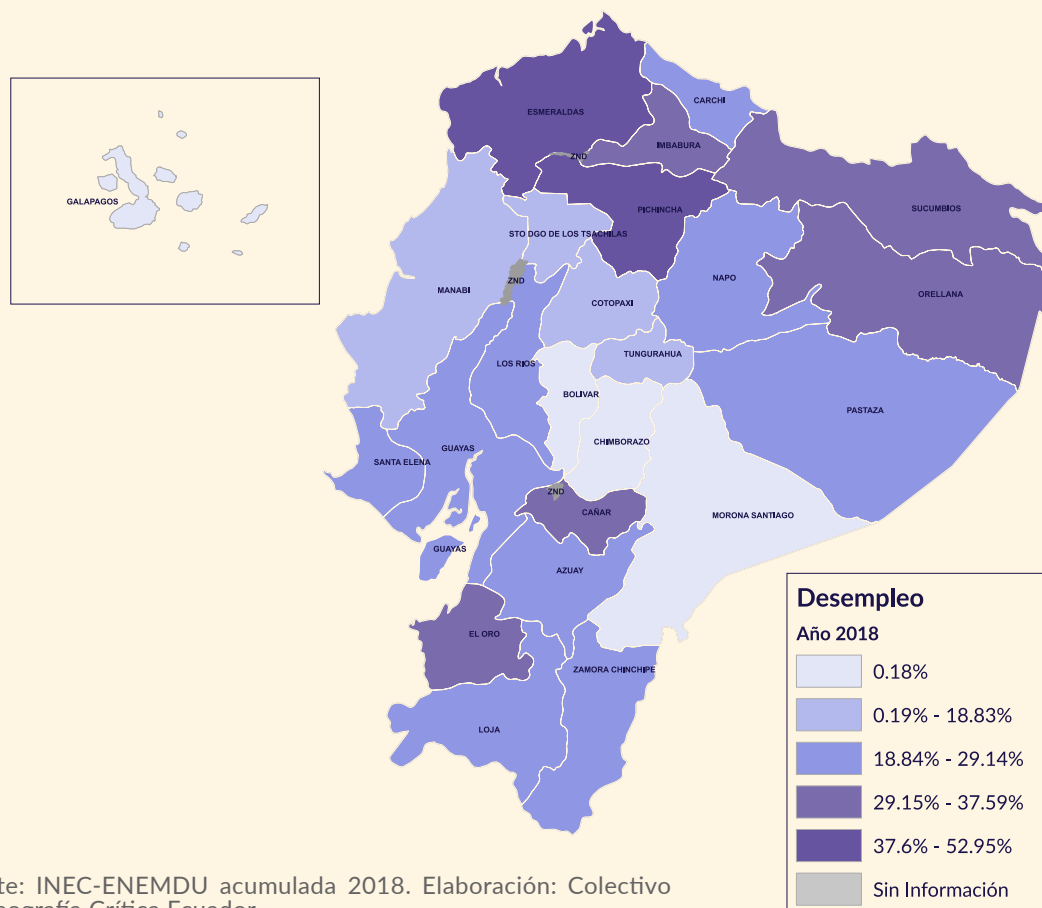 ESMERALDAS
CARCHI
IMBABURA
ZND
SUCUMBIOS
GALAPAGOS
PICHINCHA
STO DGO DE LOS TSACHILAS
NAPO
ZND
MANABI
ORELLANA
COTOPAXI
TUNGURAHUA
LOS RIOS
BOLIVAR
PASTAZA
CHIMBORAZO
GUAYAS
SANTA ELENA
ZND
CAÑAR
MORONA SANTIAGO
GUAYAS
AZUAY
EL ORO
ZAMORA CHINCHIPE
LOJA
Desempleo
Año 2018
0.18%
0.19% - 18.83%
18.84% - 29.14%
29.15% - 37.59%
37.6% - 52.95%
Sin Información
te: INEC-ENEMDU acumulada 2018. Elaboración: Colectivo
Geografía Crítica Ecuador